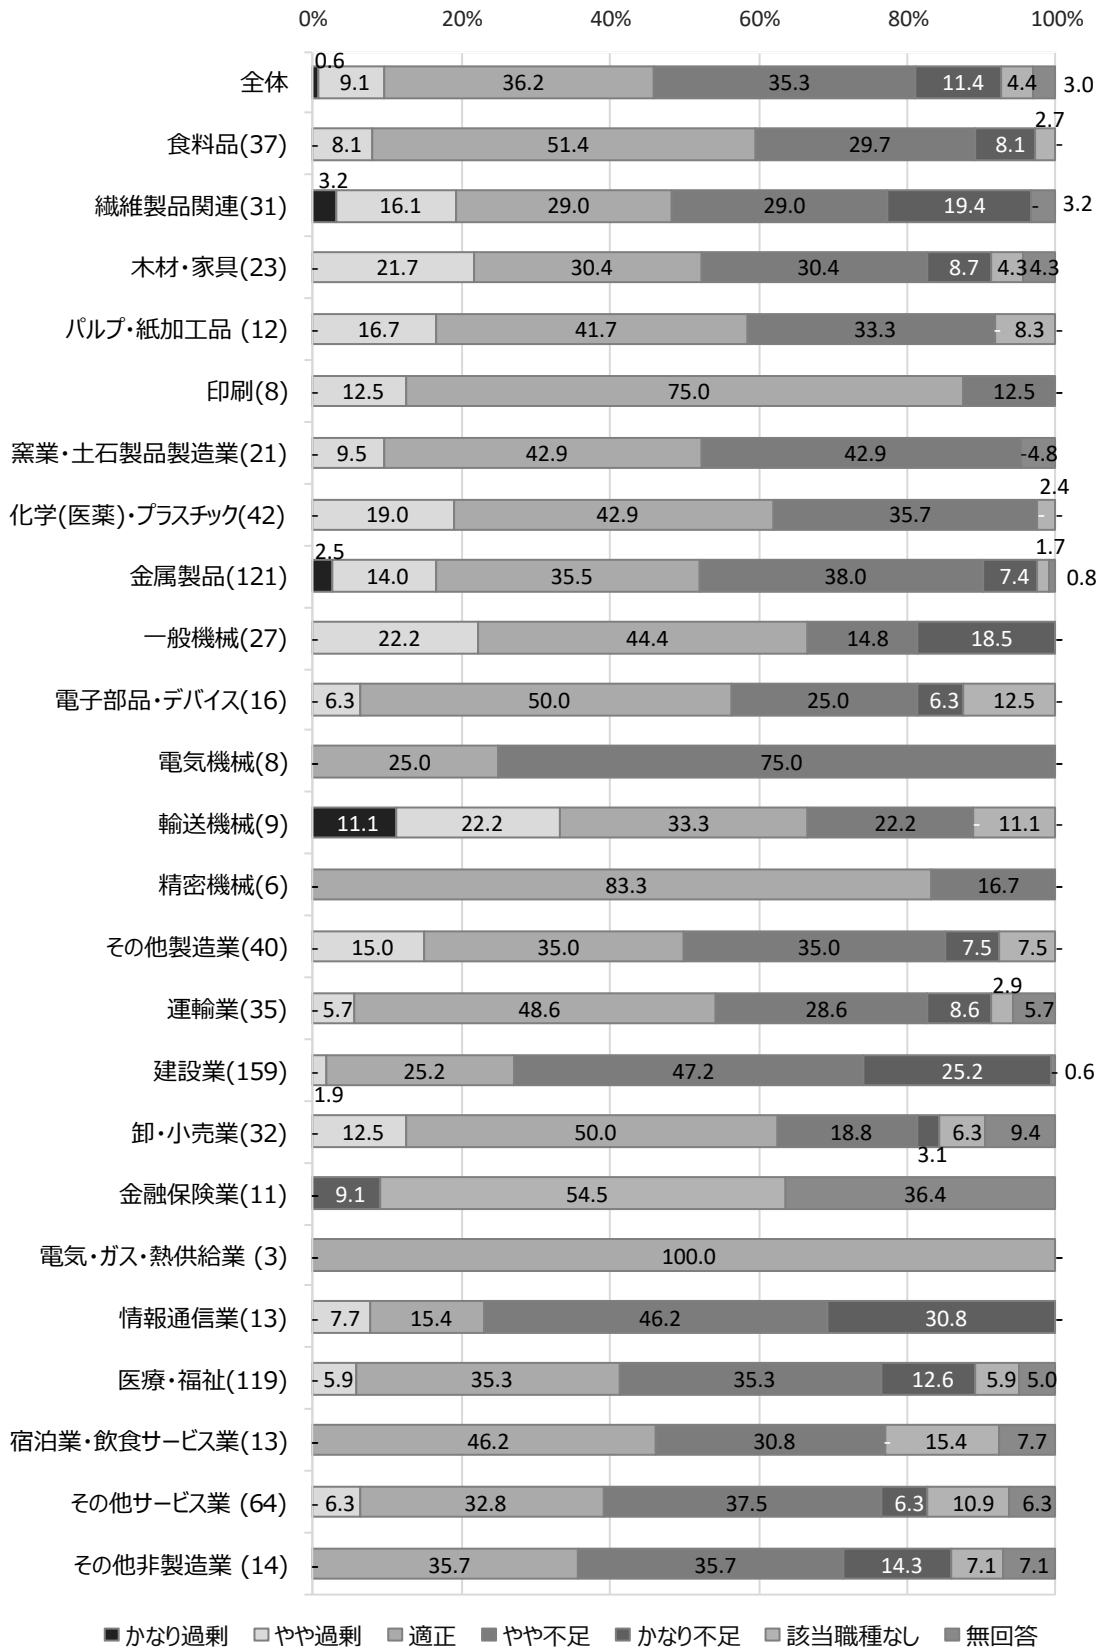 0% 20% 40% 60% 80% 100%
全体 0.6 9.1 36.2 35.3 11.4 4.4 3.0
食料品(37) - 8.1 51.4 29.7 8.1 2.7 -
繊維製品関連(31) 3.2 16.1 29.0 29.0 19.4 - 3.2
木材・家具(23) - 21.7 30.4 30.4 8.7 4.3 4.3
パルプ・紙加工品 (12) - 16.7 41.7 33.3 - 8.3 -
印刷(8) - 12.5 75.0 12.5 -
窯業・土石製品製造業(21) - 9.5 42.9 42.9 - 4.8
化学(医薬)・プラスチック(42) - 19.0 42.9 35.7 - 2.4 -
金属製品(121) 2.5 14.0 35.5 38.0 7.4 1.7 0.8
一般機械(27) - 22.2 44.4 14.8 18.5 -
電子部品・デバイス(16) - 6.3 50.0 25.0 6.3 12.5 -
電気機械(8) - 25.0 75.0 -
輸送機械(9) 11.1 22.2 33.3 22.2 - 11.1 -
精密機械(6) - 83.3 16.7 -
その他製造業(40) - 15.0 35.0 35.0 7.5 7.5 -
運輸業(35) - 5.7 48.6 28.6 8.6 2.9 5.7
建設業(159) - 1.9 25.2 47.2 25.2 - 0.6
卸・小売業(32) - 12.5 50.0 18.8 3.1 6.3 9.4
金融保険業(11) - 9.1 54.5 36.4
電気・ガス・熱供給業 (3) - 100.0 -
情報通信業(13) - 7.7 15.4 46.2 30.8 -
医療・福祉(119) - 5.9 35.3 35.3 12.6 5.9 5.0
宿泊業・飲食サービス業(13) - 46.2 30.8 - 15.4 7.7
その他サービス業 (64) - 6.3 32.8 37.5 6.3 10.9 6.3
その他非製造業 (14) - 35.7 35.7 14.3 7.1 7.1
かなり過剰 やや過剰 適正 やや不足 かなり不足 該当職種なし 無回答